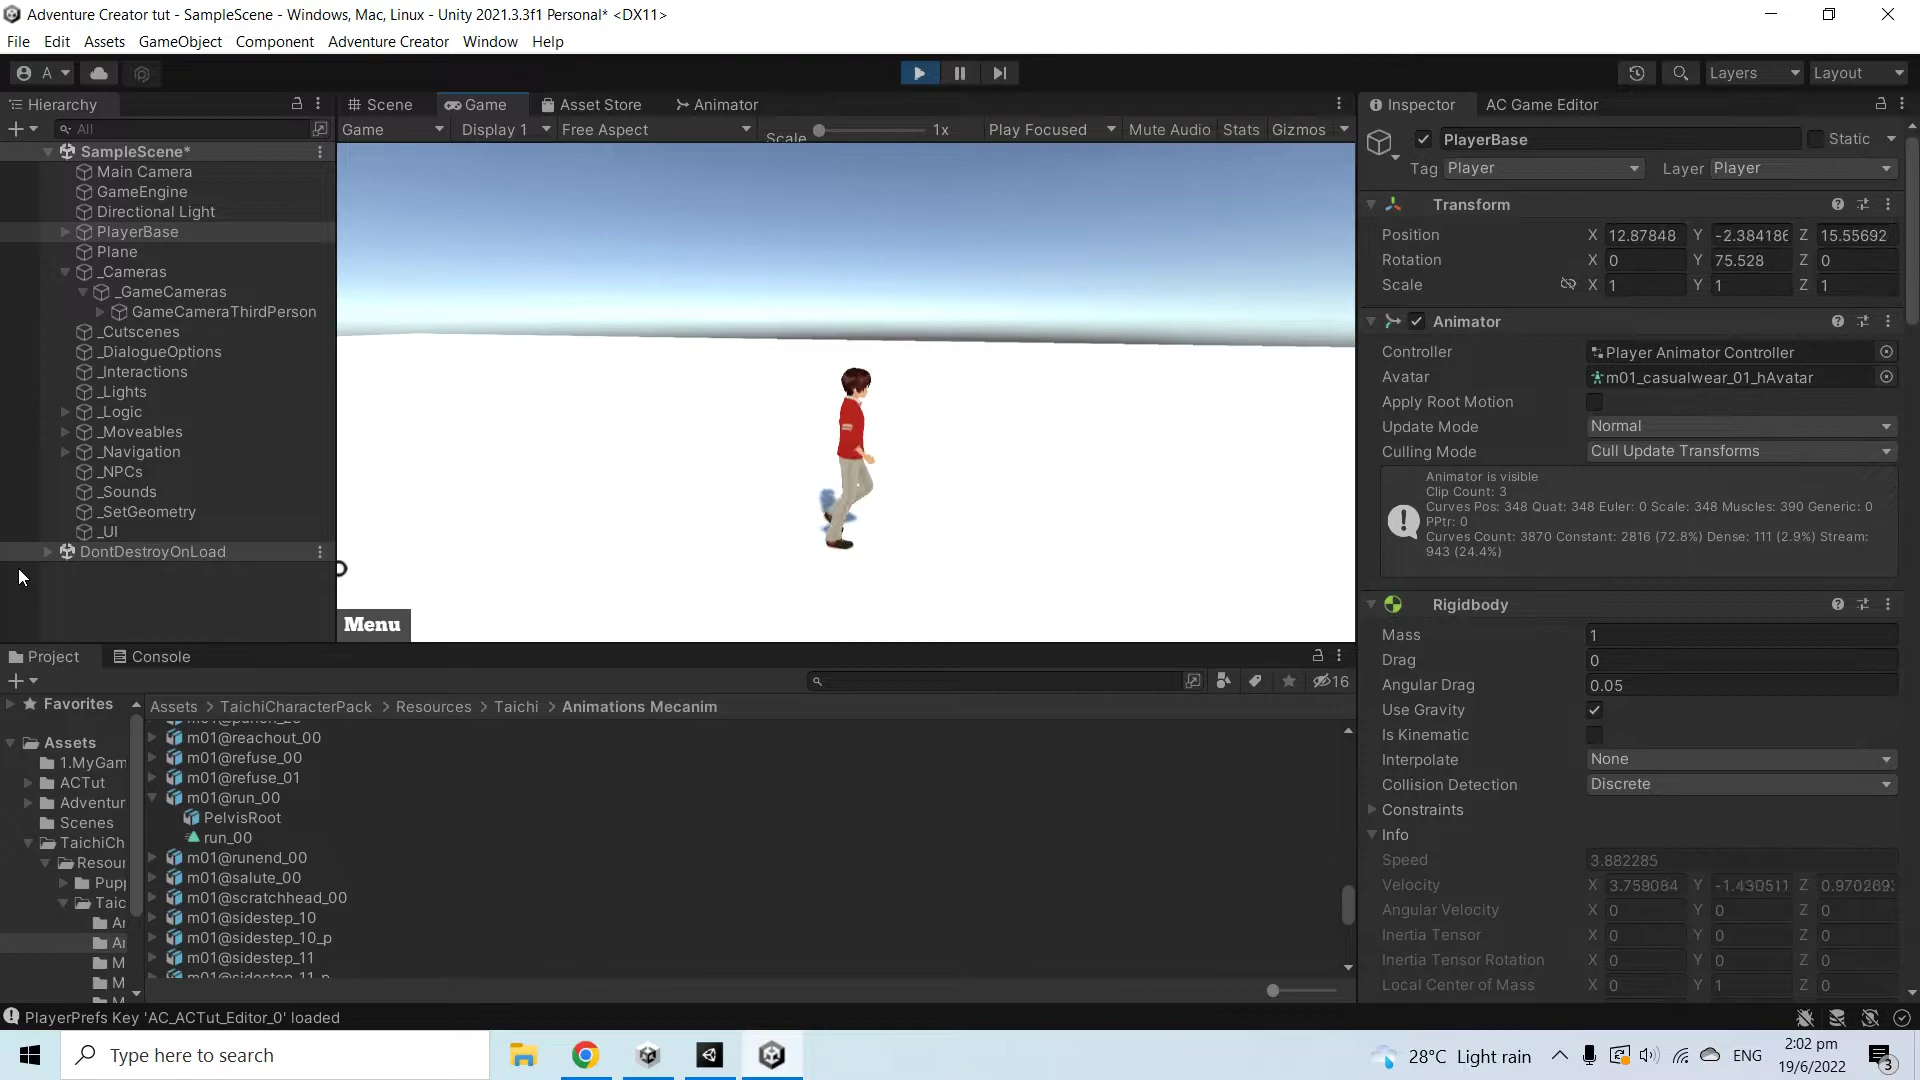 Adventure Creator tut - SampleScene - Windows, Mac, Linux - Unity 2021.3.3f1 Personal* <DX11>
File Edit Assets GameObject Component Adventure Creator Window Help
A
Layers Layout
Hierarchy
All
SampleScene*
Main Camera
GameEngine
Directional Light
PlayerBase
Plane
_Cameras
_GameCameras
GameCameraThirdPerson
_Cutscenes
_DialogueOptions
_Interactions
_Lights
_Logic
_Moveables
_Navigation
_NPCs
_Sounds
_SetGeometry
_UI
DontDestroyOnLoad
Scene Game Asset Store Animator
Game Display 1 Free Aspect Scale 1x Play Focused Mute Audio Stats Gizmos
Menu
Inspector AC Game Editor
PlayerBase Static
Tag Player Layer Player
Transform
Position X 12.87848 Y -2.384186 Z 15.55692
Rotation X 0 Y 75.528 Z 0
Scale X 1 Y 1 Z 1
Animator
Controller Player Animator Controller
Avatar m01_casualwear_01_hAvatar
Apply Root Motion
Update Mode Normal
Culling Mode Cull Update Transforms
Animator is visible
Clip Count: 3
Curves Pos: 348 Quat: 348 Euler: 0 Scale: 348 Muscles: 390 Generic: 0
PPtr: 0
Curves Count: 3870 Constant: 2816 (72.8%) Dense: 111 (2.9%) Stream:
943 (24.4%)
Rigidbody
Mass 1
Drag 0
Angular Drag 0.05
Use Gravity
Is Kinematic
Interpolate None
Collision Detection Discrete
Constraints
Info
Speed 3.882285
Velocity X 3.759084 Y -1.430511 Z 0.970269
Angular Velocity X 0 Y 0 Z 0
Inertia Tensor X 0 Y 0 Z 0
Inertia Tensor Rotation X 0 Y 0 Z 0
Local Center of Mass X 0 Y 1 Z 0
Project Console
16
Favorites
Assets
1.MyGam
ACTut
Adventur
Scenes
TaichiCh
Resour
Pup
Taic
Assets > TaichiCharacterPack > Resources > Taichi > Animations Mecanim
m01@reachout_00
m01@refuse_00
m01@refuse_01
m01@run_00
PelvisRoot
run_00
m01@runend_00
m01@salute_00
m01@scratchhead_00
m01@sidestep_10
m01@sidestep_10_p
m01@sidestep_11
m01@sidestep_11_p
PlayerPrefs Key 'AC_ACTut_Editor_0' loaded
Type here to search
28°C Light rain
ENG
2:02 pm
19/6/2022
3